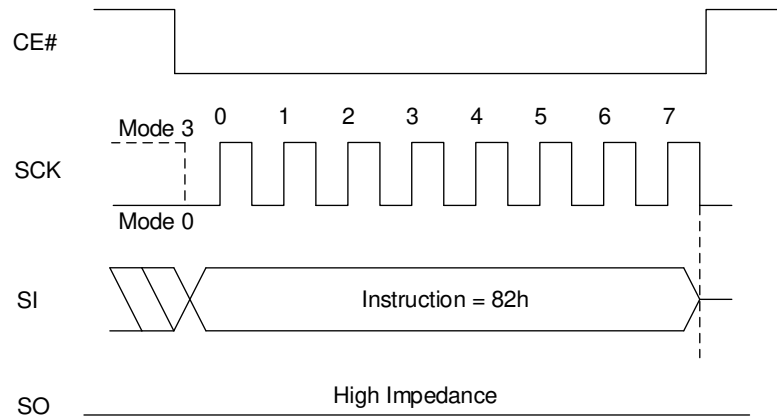 CE#
Mode 3
0 1 2 3 4 5 6 7
SCK
Mode 0
SI
Instruction = 82h
SO
High Impedance